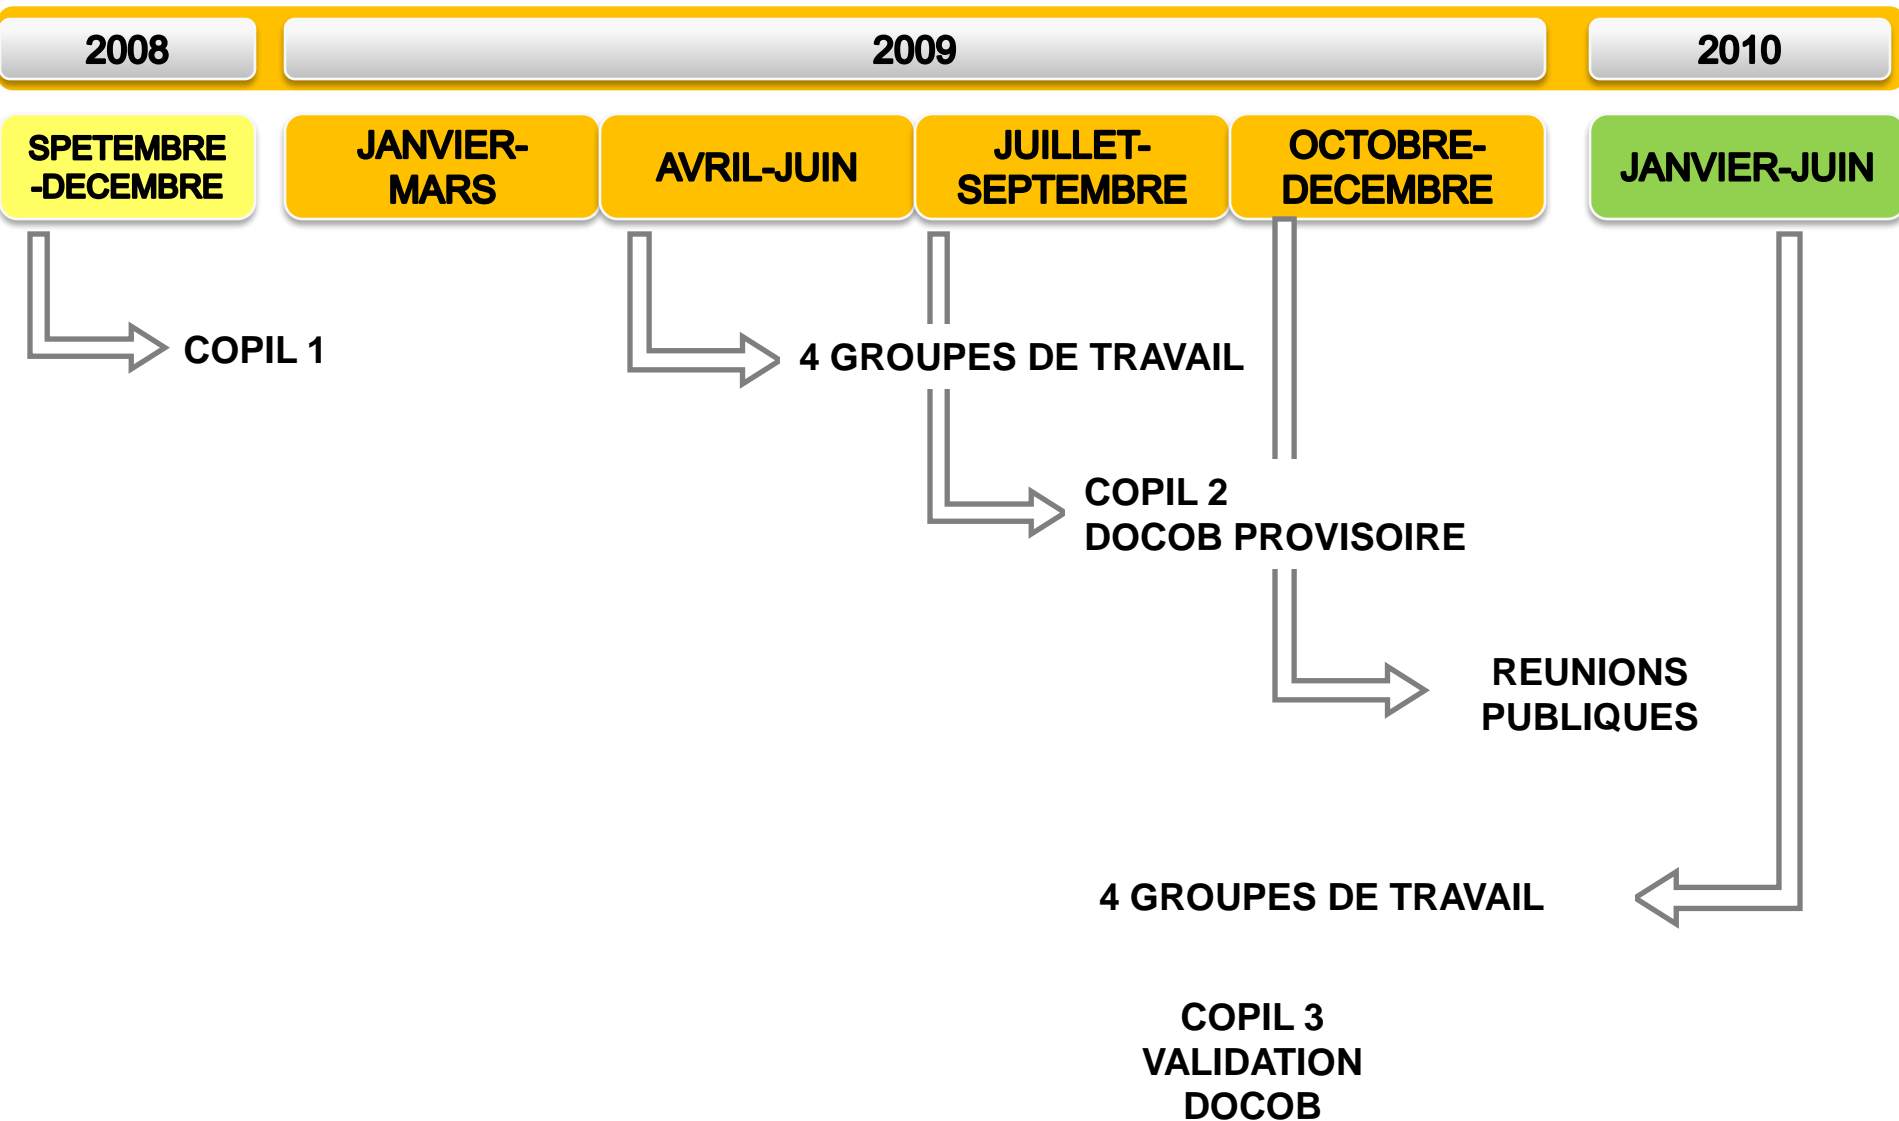 2008
2009
2010
SPETEMBRE
-DECEMBRE
JANVIER-
MARS
AVRIL-JUIN
JUILLET-
SEPTEMBRE
OCTOBRE-
DECEMBRE
JANVIER-JUIN
COPIL 1
4 GROUPES DE TRAVAIL
COPIL 2
DOCOB PROVISOIRE
REUNIONS
PUBLIQUES
4 GROUPES DE TRAVAIL
COPIL 3
VALIDATION
DOCOB